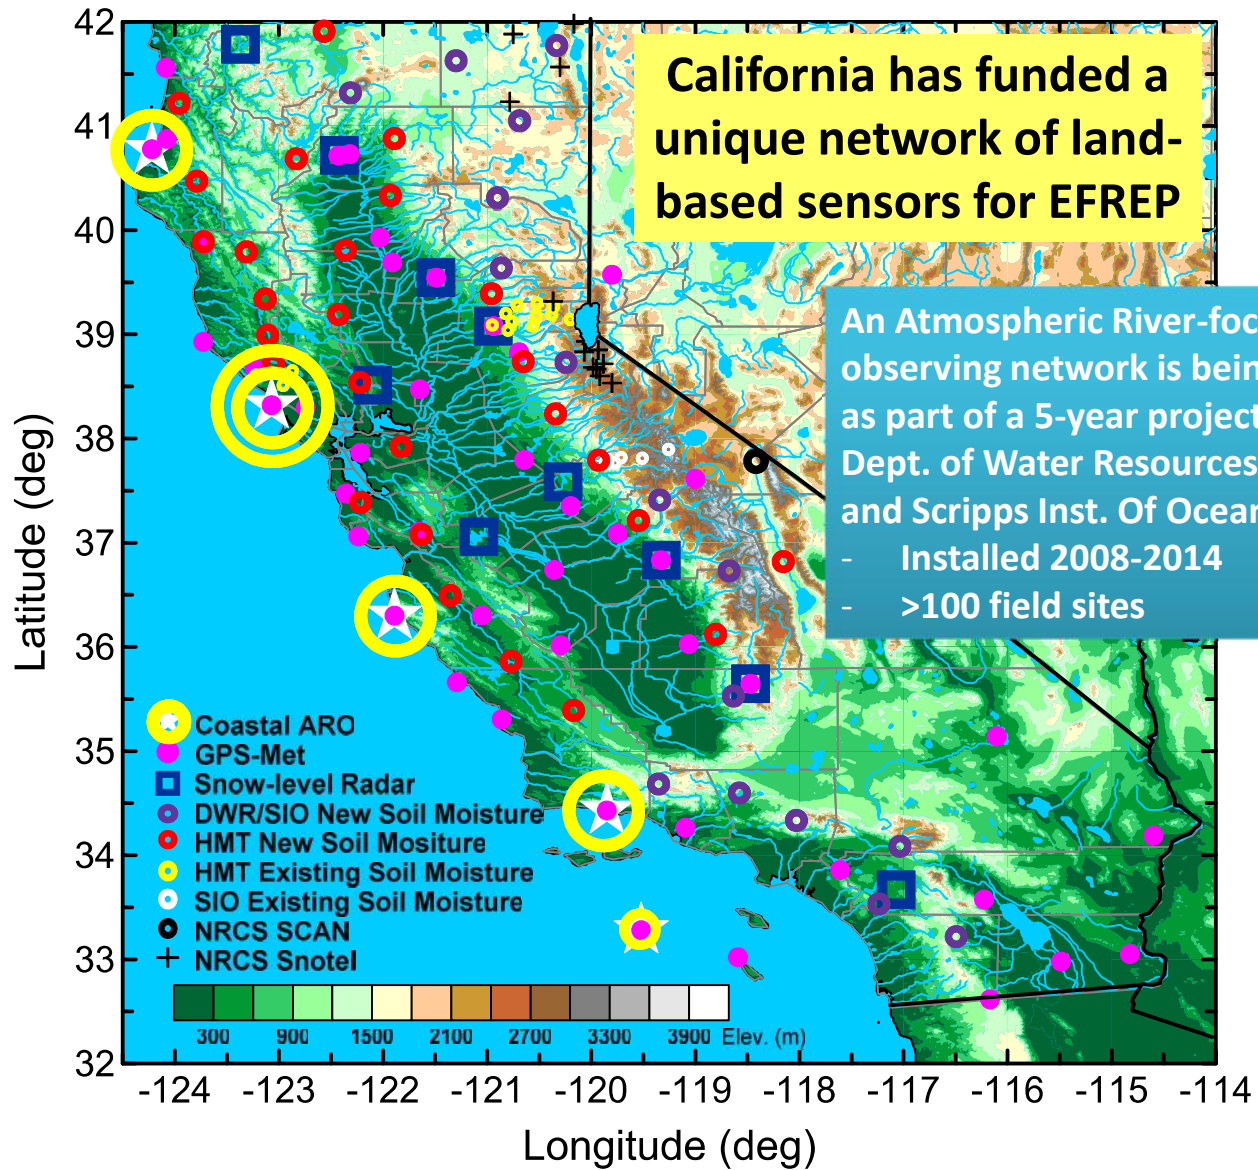 California has funded a
unique network of land-
based sensors for EFREP
An Atmospheric River-foc
observing network is bein
as part of a 5-year project
Dept. of Water Resources
and Scripps Inst. Of Ocean
- Installed 2008-2014
- >100 field sites
Latitude (deg)
42
41
40
39
38
37
36
35
34
33
32
Coastal ARO
GPS-Met
Snow-level Radar
DWR/SIO New Soil Moisture
HMT New Soil Mositure
HMT Existing Soil Moisture
SIO Existing Soil Moisture
NRCS SCAN
NRCS Snotel
300 900 1500 2100 2700 3300 3900 Elev. (m)
-124 -123 -122 -121 -120 -119 -118 -117 -116 -115 -114
Longitude (deg)